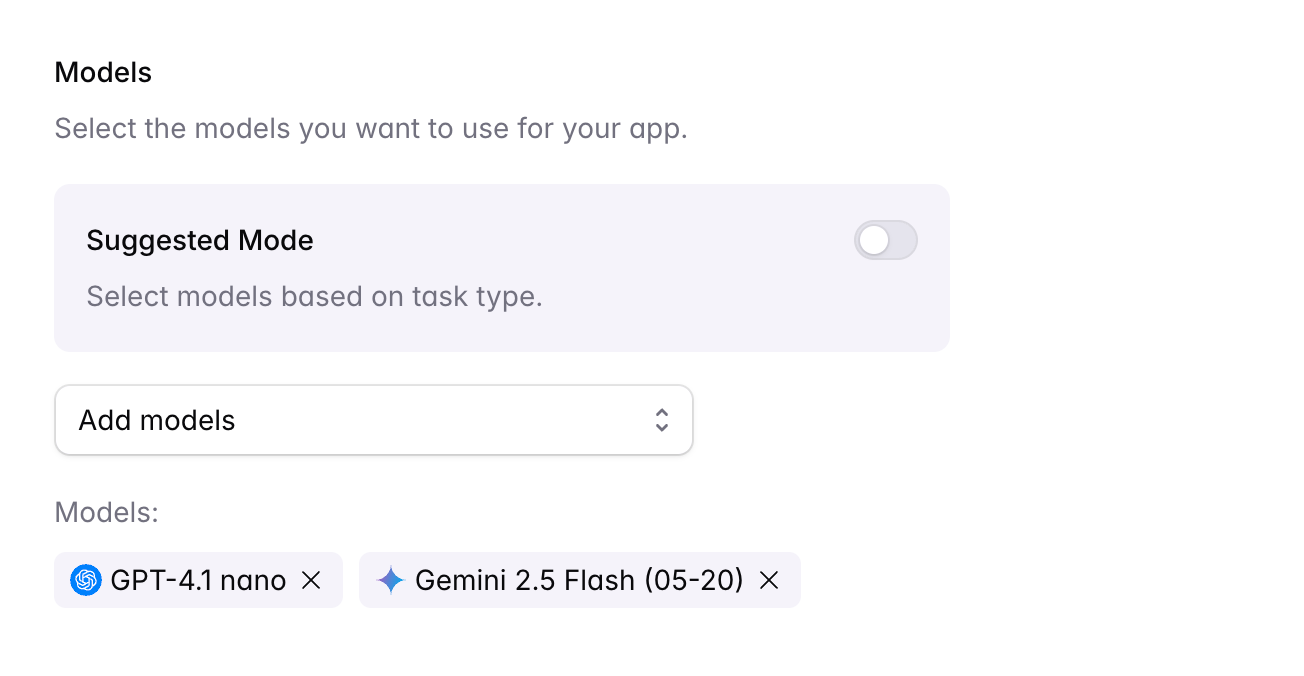 Models
Select the models you want to use for your app.
Suggested Mode
Select models based on task type.
Add models
Models:
GPT-4.1 nano
Gemini 2.5 Flash (05-20)